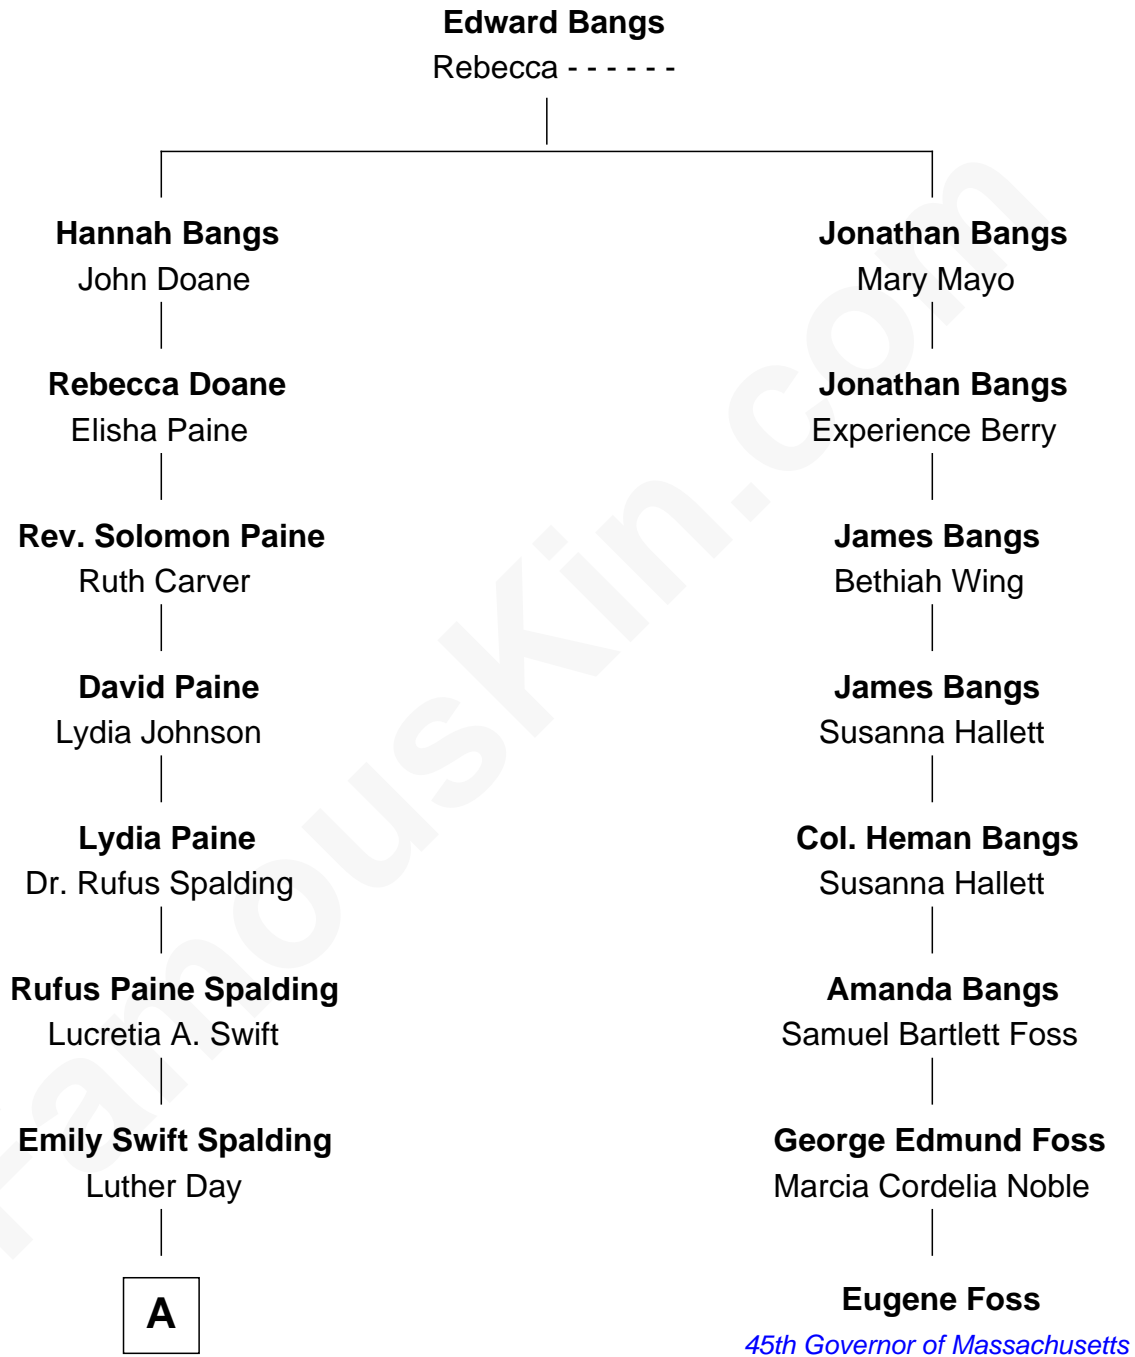 Edward Bangs
Rebecca - - - - - -
Hannah Bangs
John Doane
Jonathan Bangs
Mary Mayo
Rebecca Doane
Elisha Paine
Jonathan Bangs
Experience Berry
Rev. Solomon Paine
Ruth Carver
James Bangs
Bethiah Wing
David Paine
Lydia Johnson
James Bangs
Susanna Hallett
Lydia Paine
Dr. Rufus Spalding
Col. Heman Bangs
Susanna Hallett
Rufus Paine Spalding
Lucretia A. Swift
Amanda Bangs
Samuel Bartlett Foss
Emily Swift Spalding
Luther Day
George Edmund Foss
Marcia Cordelia Noble
A
Eugene Foss
45th Governor of Massachusetts
FamousKin.com